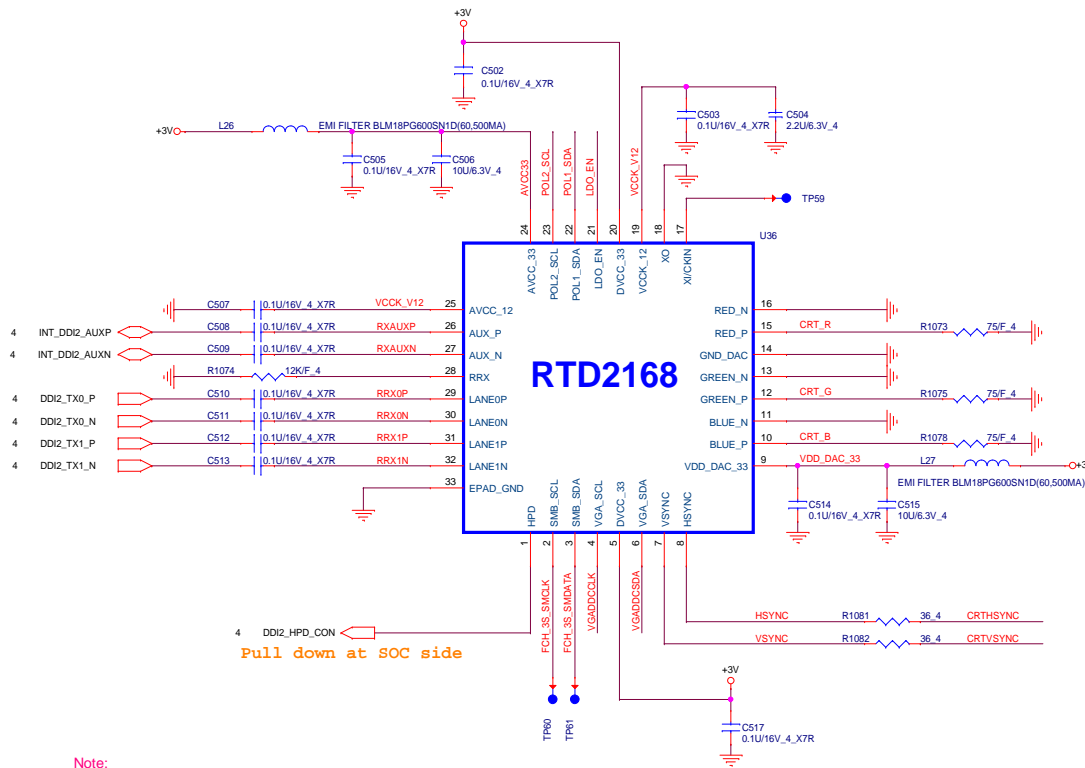 +3V
C502
0.1U/16V_4_X7R
+3V
L26
EMI FILTER BLM18PG600SN1D(60,500MA)
C505
0.1U/16V_4_X7R
C506
10U/6.3V_4
C503
0.1U/16V_4_X7R
C504
2.2U/6.3V_4
AVCC33
POL2_SCL
POL1_SDA
LDO_EN
VCCK_V12
TP59
24
23
22
21
20
19
18
17
U36
AVCC_33
POL2_SCL
POL1_SDA
LDO_EN
DVCC_33
VCCK_12
XO
XI/CKIN
C507 0.1U/16V_4_X7R VCCK_V12 25 AVCC_12
4 INT_DDI2_AUXP C508 0.1U/16V_4_X7R RXAUXP 26 AUX_P
4 INT_DDI2_AUXN C509 0.1U/16V_4_X7R RXAUXN 27 AUX_N
R1074 12K/F_4 28 RRX
4 DDI2_TX0_P C510 0.1U/16V_4_X7R RRX0P 29 LANE0P
4 DDI2_TX0_N C511 0.1U/16V_4_X7R RRX0N 30 LANE0N
4 DDI2_TX1_P C512 0.1U/16V_4_X7R RRX1P 31 LANE1P
4 DDI2_TX1_N C513 0.1U/16V_4_X7R RRX1N 32 LANE1N
33 EPAD_GND
RTD2168
RED_N 16
RED_P 15 CRT_R R1073 75/F_4
GND_DAC 14
GREEN_N 13
GREEN_P 12 CRT_G R1075 75/F_4
BLUE_N 11
BLUE_P 10 CRT_B R1078 75/F_4
VDD_DAC_33 9 VDD_DAC_33 L27 +3
EMI FILTER BLM18PG600SN1D(60,500MA)
C514
0.1U/16V_4_X7R
C515
10U/6.3V_4
HPD
SMB_SCL
SMB_SDA
VGA_SCL
DVCC_33
VGA_SDA
VSYNC
HSYNC
1
2
3
4
5
6
7
8
FCH_3S_SMCLK
FCH_3S_SMDATA
VGADDCCLK
VGADDCSDA
HSYNC R1081 36_4 CRTHSYNC
VSYNC R1082 36_4 CRTVSYNC
4 DDI2_HPD_CON
Pull down at SOC side
TP60
TP61
+3V
C517
0.1U/16V_4_X7R
Note: